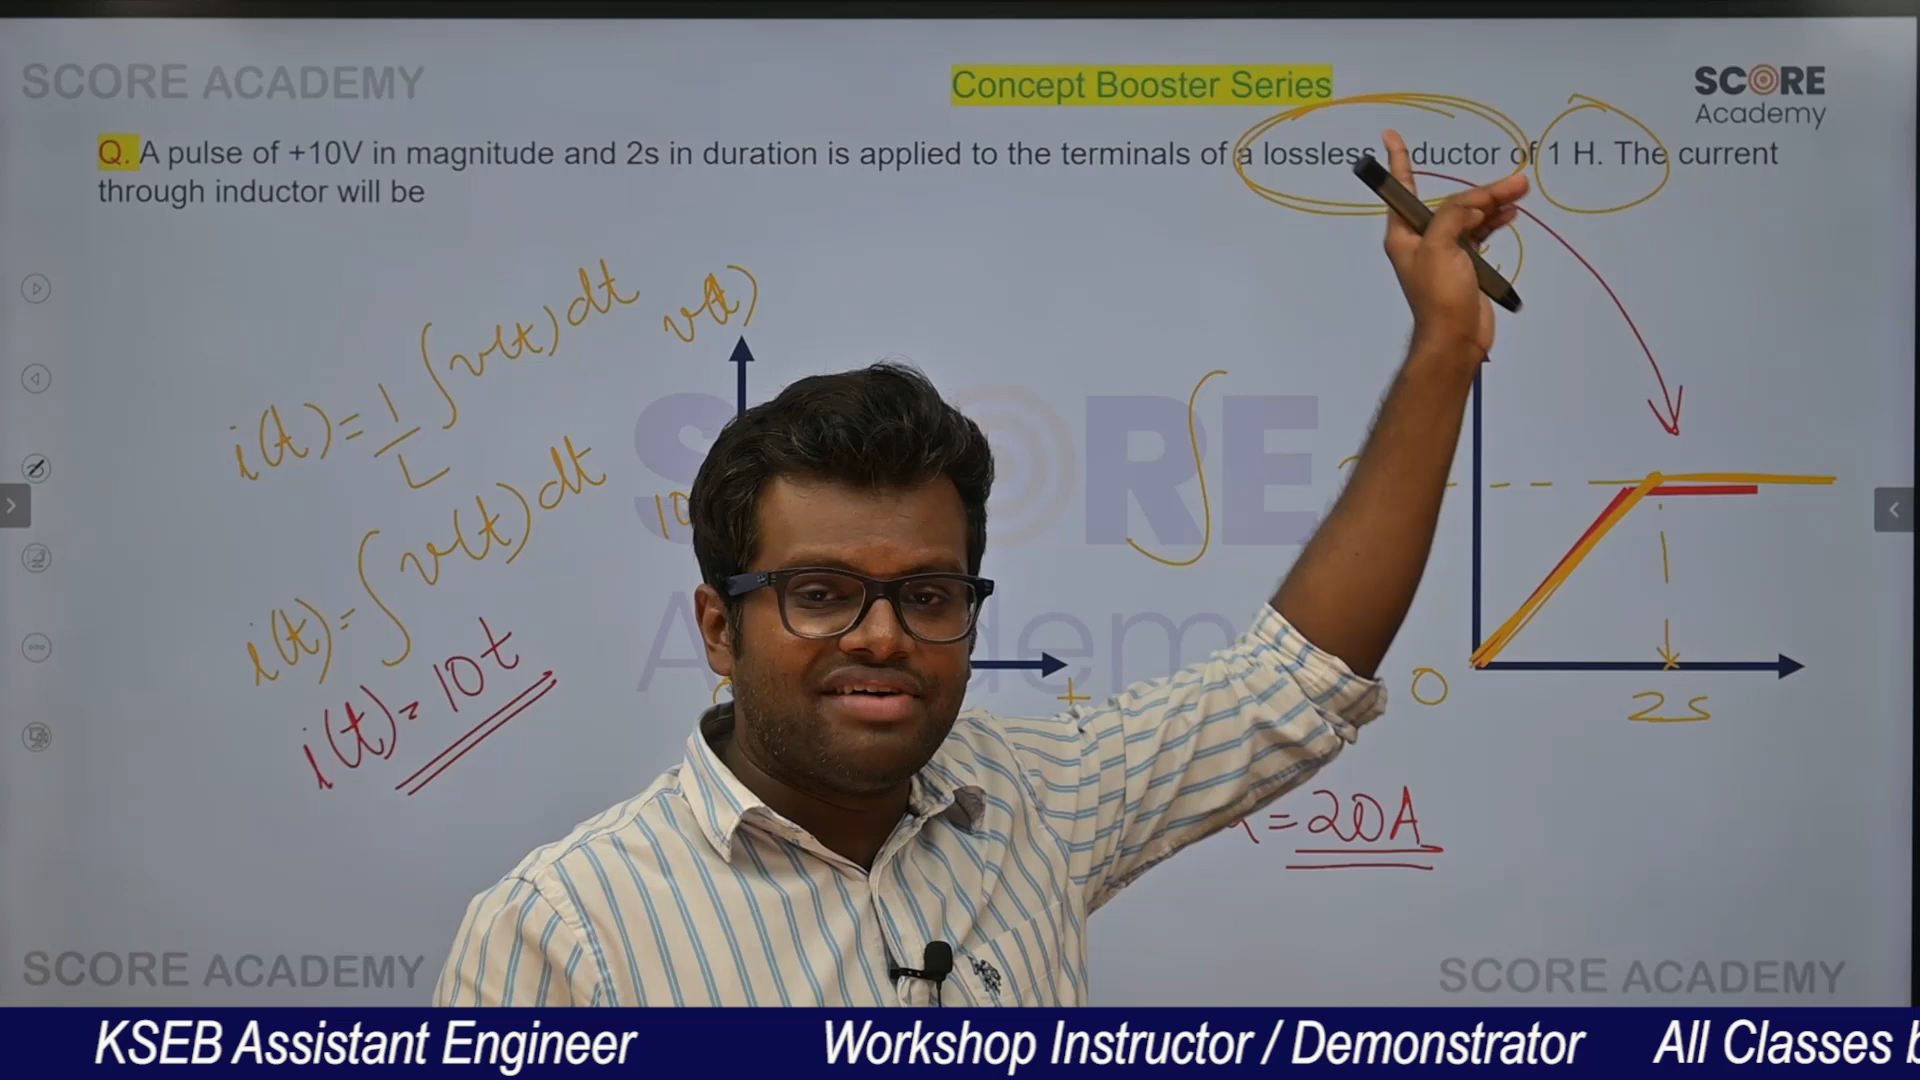 SCORE ACADEMY
Concept Booster Series
SCORE
Academy
Q. A pulse of +10V in magnitude and 2s in duration is applied to the terminals of a lossless inductor of 1 H. The current
through inductor will be
i(t) = 1/L ∫ v(t) dt
v(t)
i(t) = ∫ v(t) dt
10
i(t) = 10t
∫
t
0
2s
= 20A
SCORE ACADEMY
SCORE ACADEMY
KSEB Assistant Engineer Workshop Instructor / Demonstrator All Classes